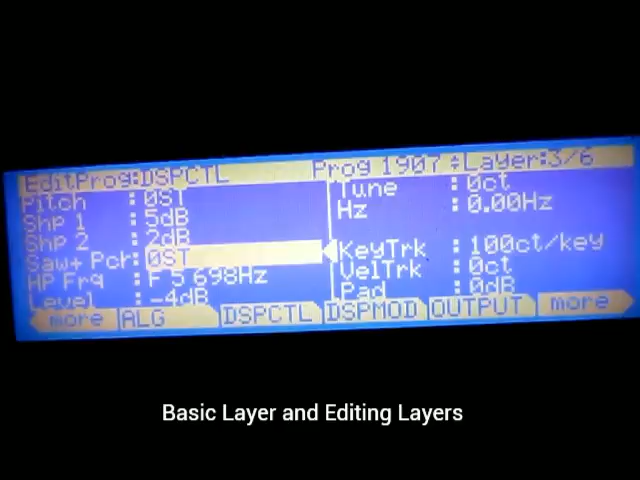 EditProg:DSPCTL Prog 1907 Layer:3/6
Pitch :0ST Tune :0ct
Shp 1 :5dB Hz :0.00Hz
Shp 2 :2dB
Saw+ Pch:0ST KeyTrk :100ct/key
HP Frq :F 5 698Hz VelTrk :0ct
Level :-4dB Pad :0dB
more ALG DSPCTL DSPMOD OUTPUT more
Basic Layer and Editing Layers